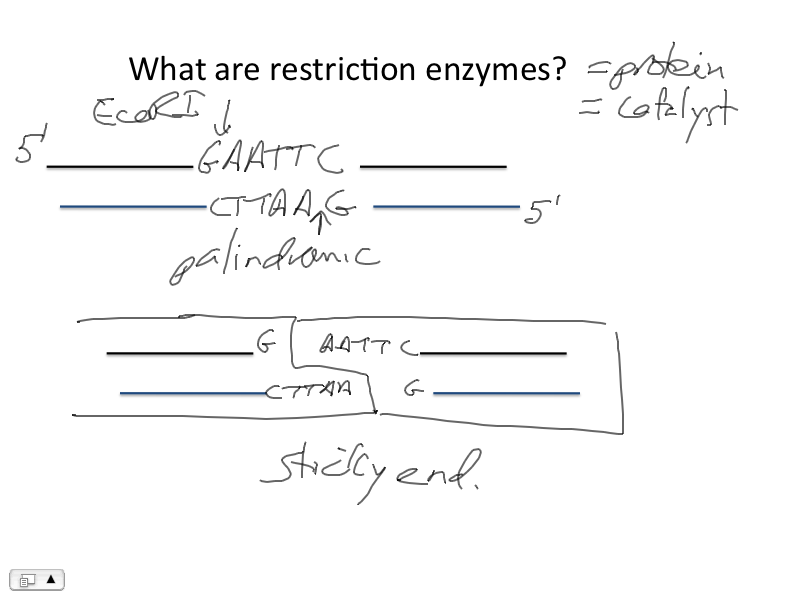 What are restriction enzymes? = protein
= catalyst
EcoRI
5' GAATTC
CTTAAG 5'
palindromic
G AATTC
CTTAA G
sticky end.